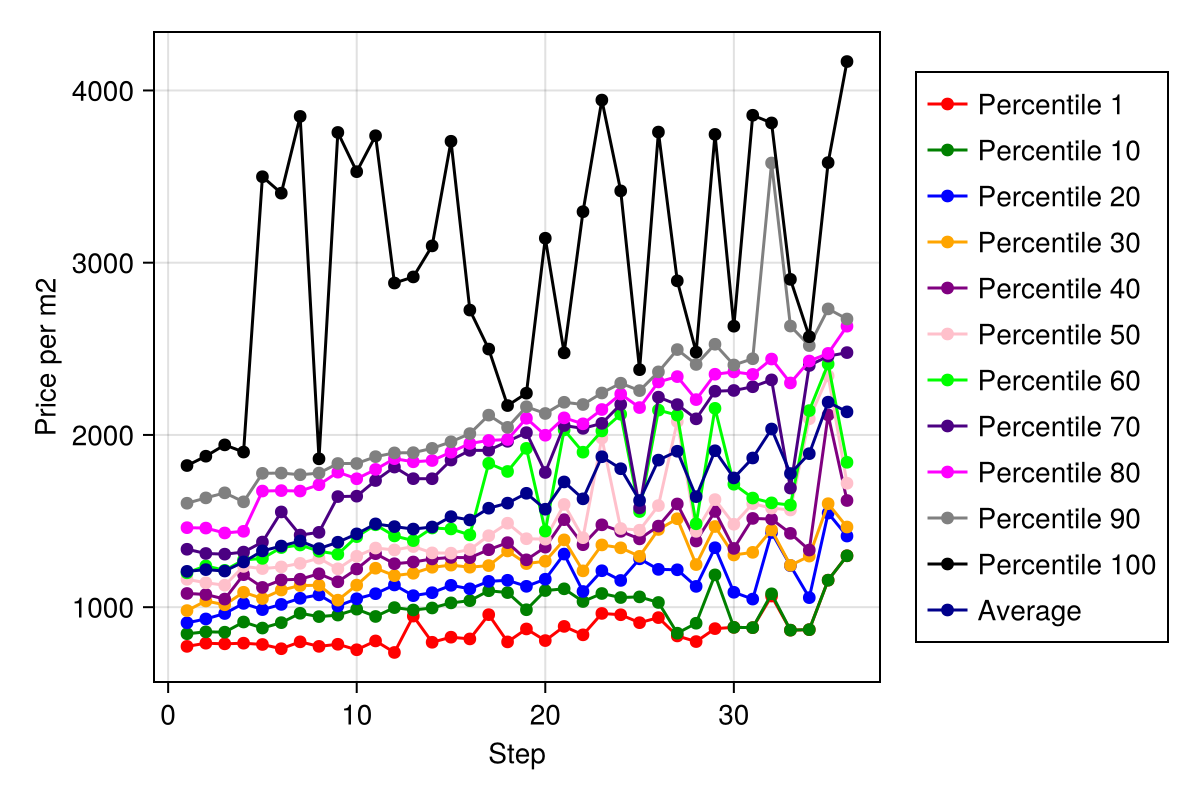 4000
3000
2000
1000
Price per m2
0
10
20
30
Step
Percentile 1
Percentile 10
Percentile 20
Percentile 30
Percentile 40
Percentile 50
Percentile 60
Percentile 70
Percentile 80
Percentile 90
Percentile 100
Average